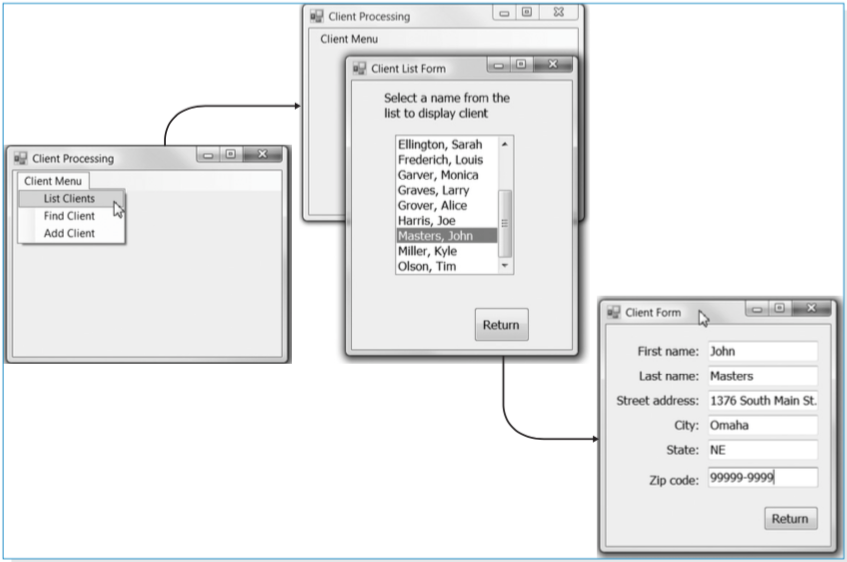 Client Processing
Client Menu
List Clients
Find Client
Add Client
Client Processing
Client Menu
Client List Form
Select a name from the
list to display client
Ellington, Sarah
Frederich, Louis
Garver, Monica
Graves, Larry
Grover, Alice
Harris, Joe
Masters, John
Miller, Kyle
Olson, Tim
Return
Client Form
First name: John
Last name: Masters
Street address: 1376 South Main St.
City: Omaha
State: NE
Zip code: 99999-9999
Return